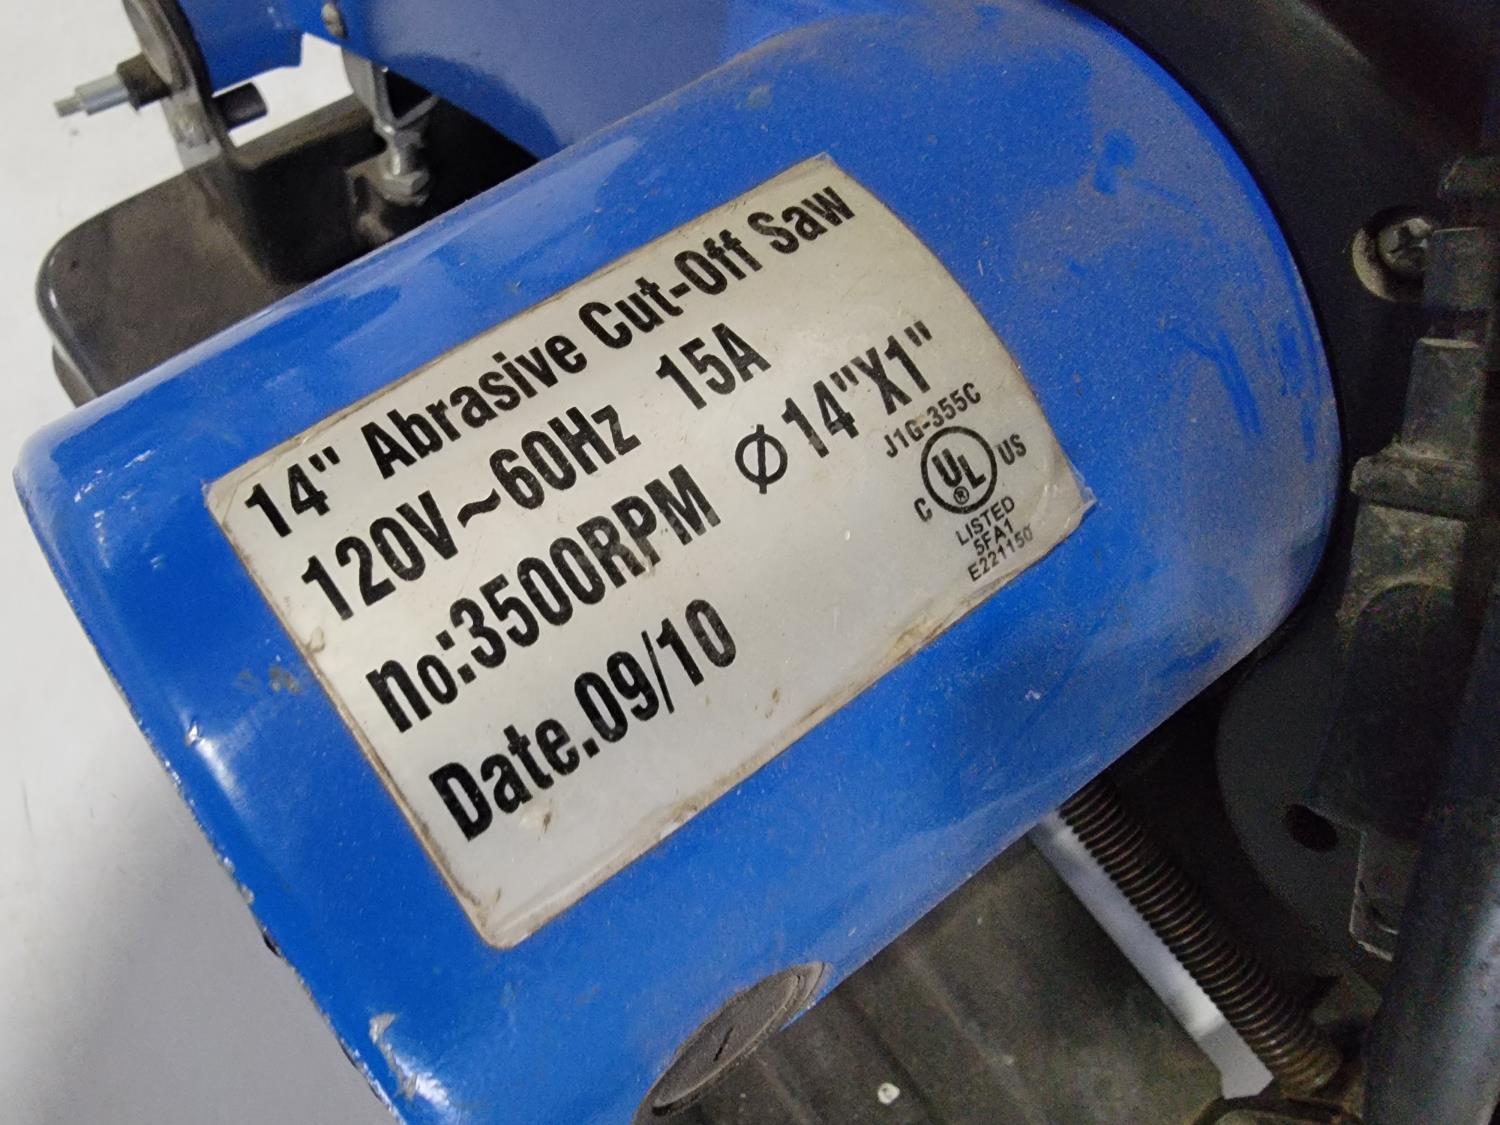 14" Abrasive Cut-Off Saw
120V~60Hz 15A
no:3500RPM Ø14"X1"
Date.09/10
J1G-355C
C UL® US
LISTED
5FA1
E221150